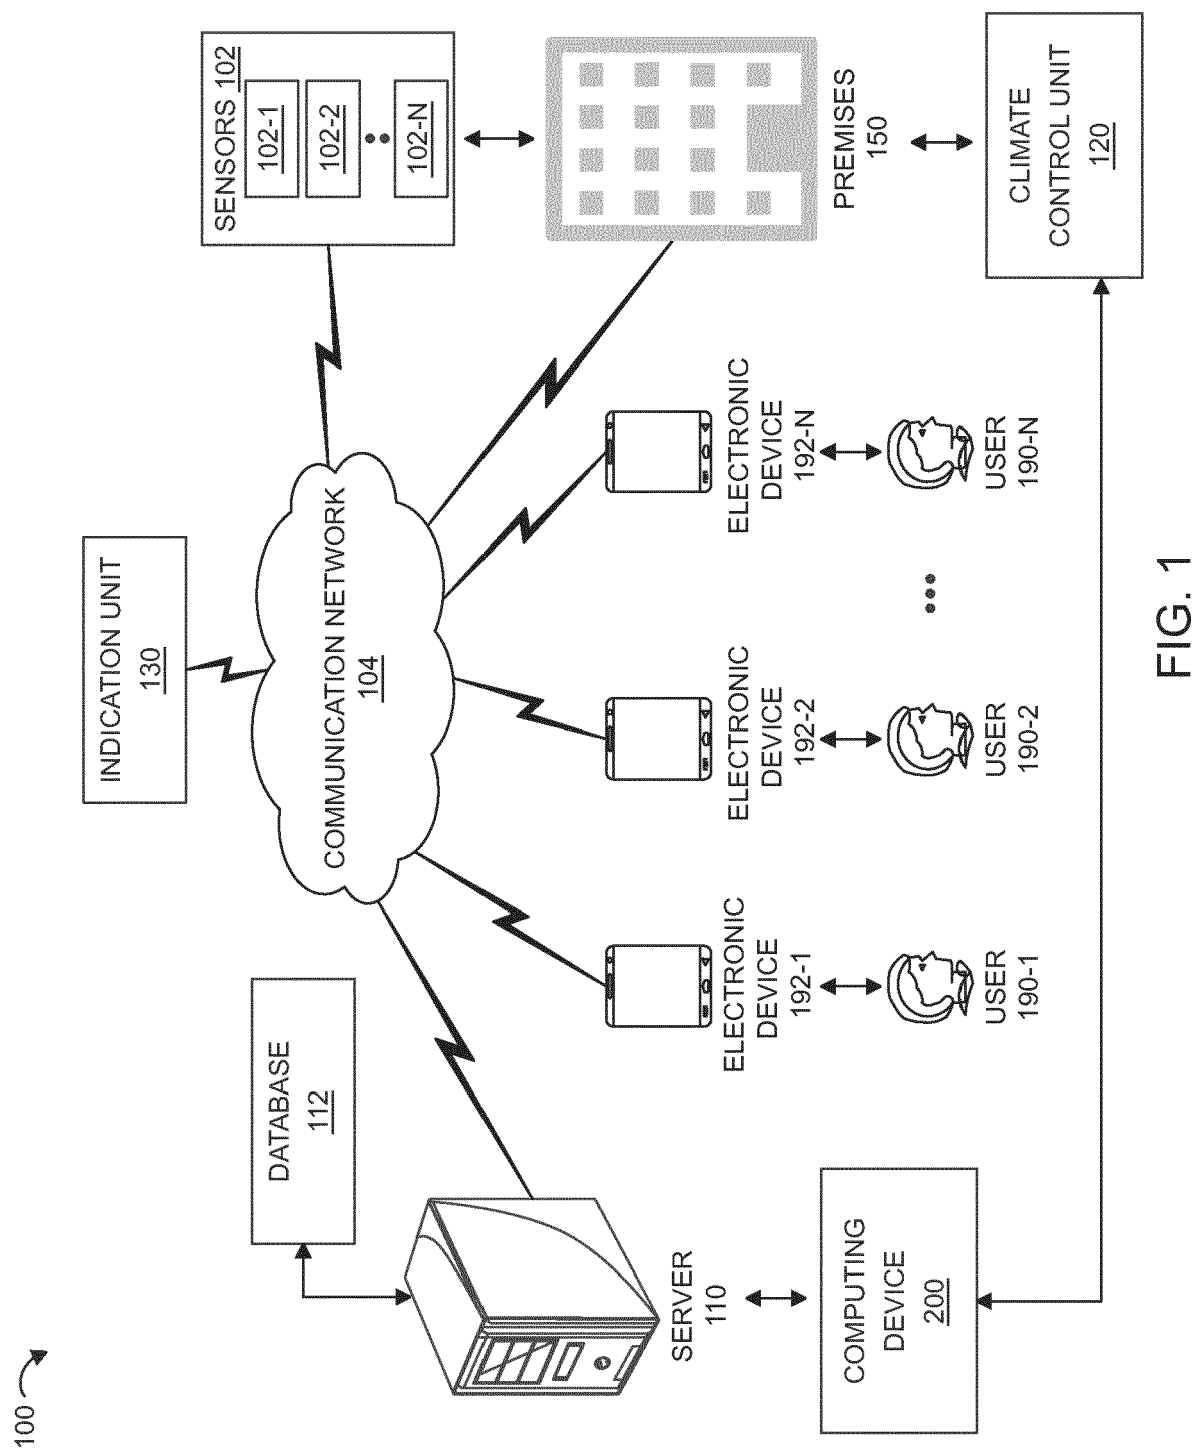 100
INDICATION UNIT
130
DATABASE
112
COMMUNICATION NETWORK
104
SENSORS 102
102-1
102-2
102-N
SERVER
110
ELECTRONIC
DEVICE
192-1
ELECTRONIC
DEVICE
192-2
ELECTRONIC
DEVICE
192-N
PREMISES
150
COMPUTING
DEVICE
200
USER
190-1
USER
190-2
USER
190-N
CLIMATE
CONTROL UNIT
120
FIG. 1